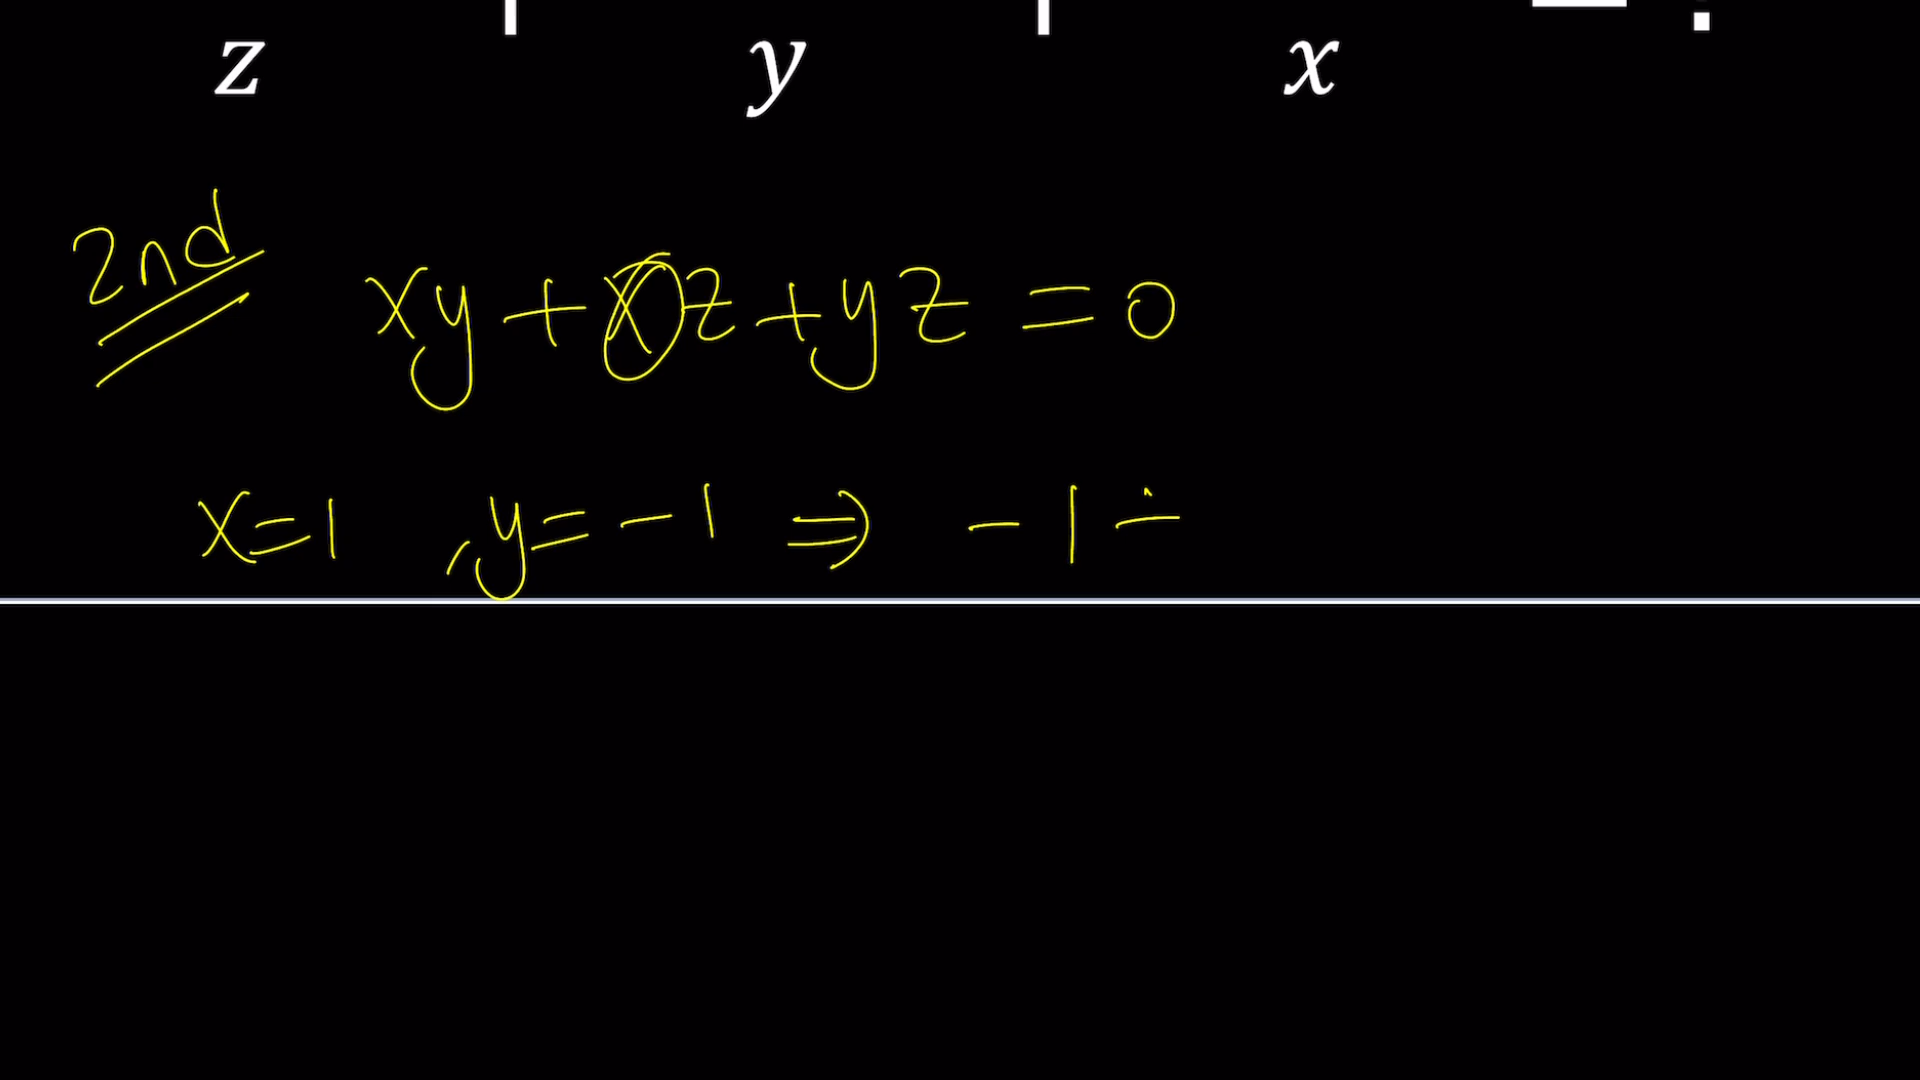 z y x
2nd xy + xz + yz = 0
x = 1 , y = -1 ⇒ -1 +